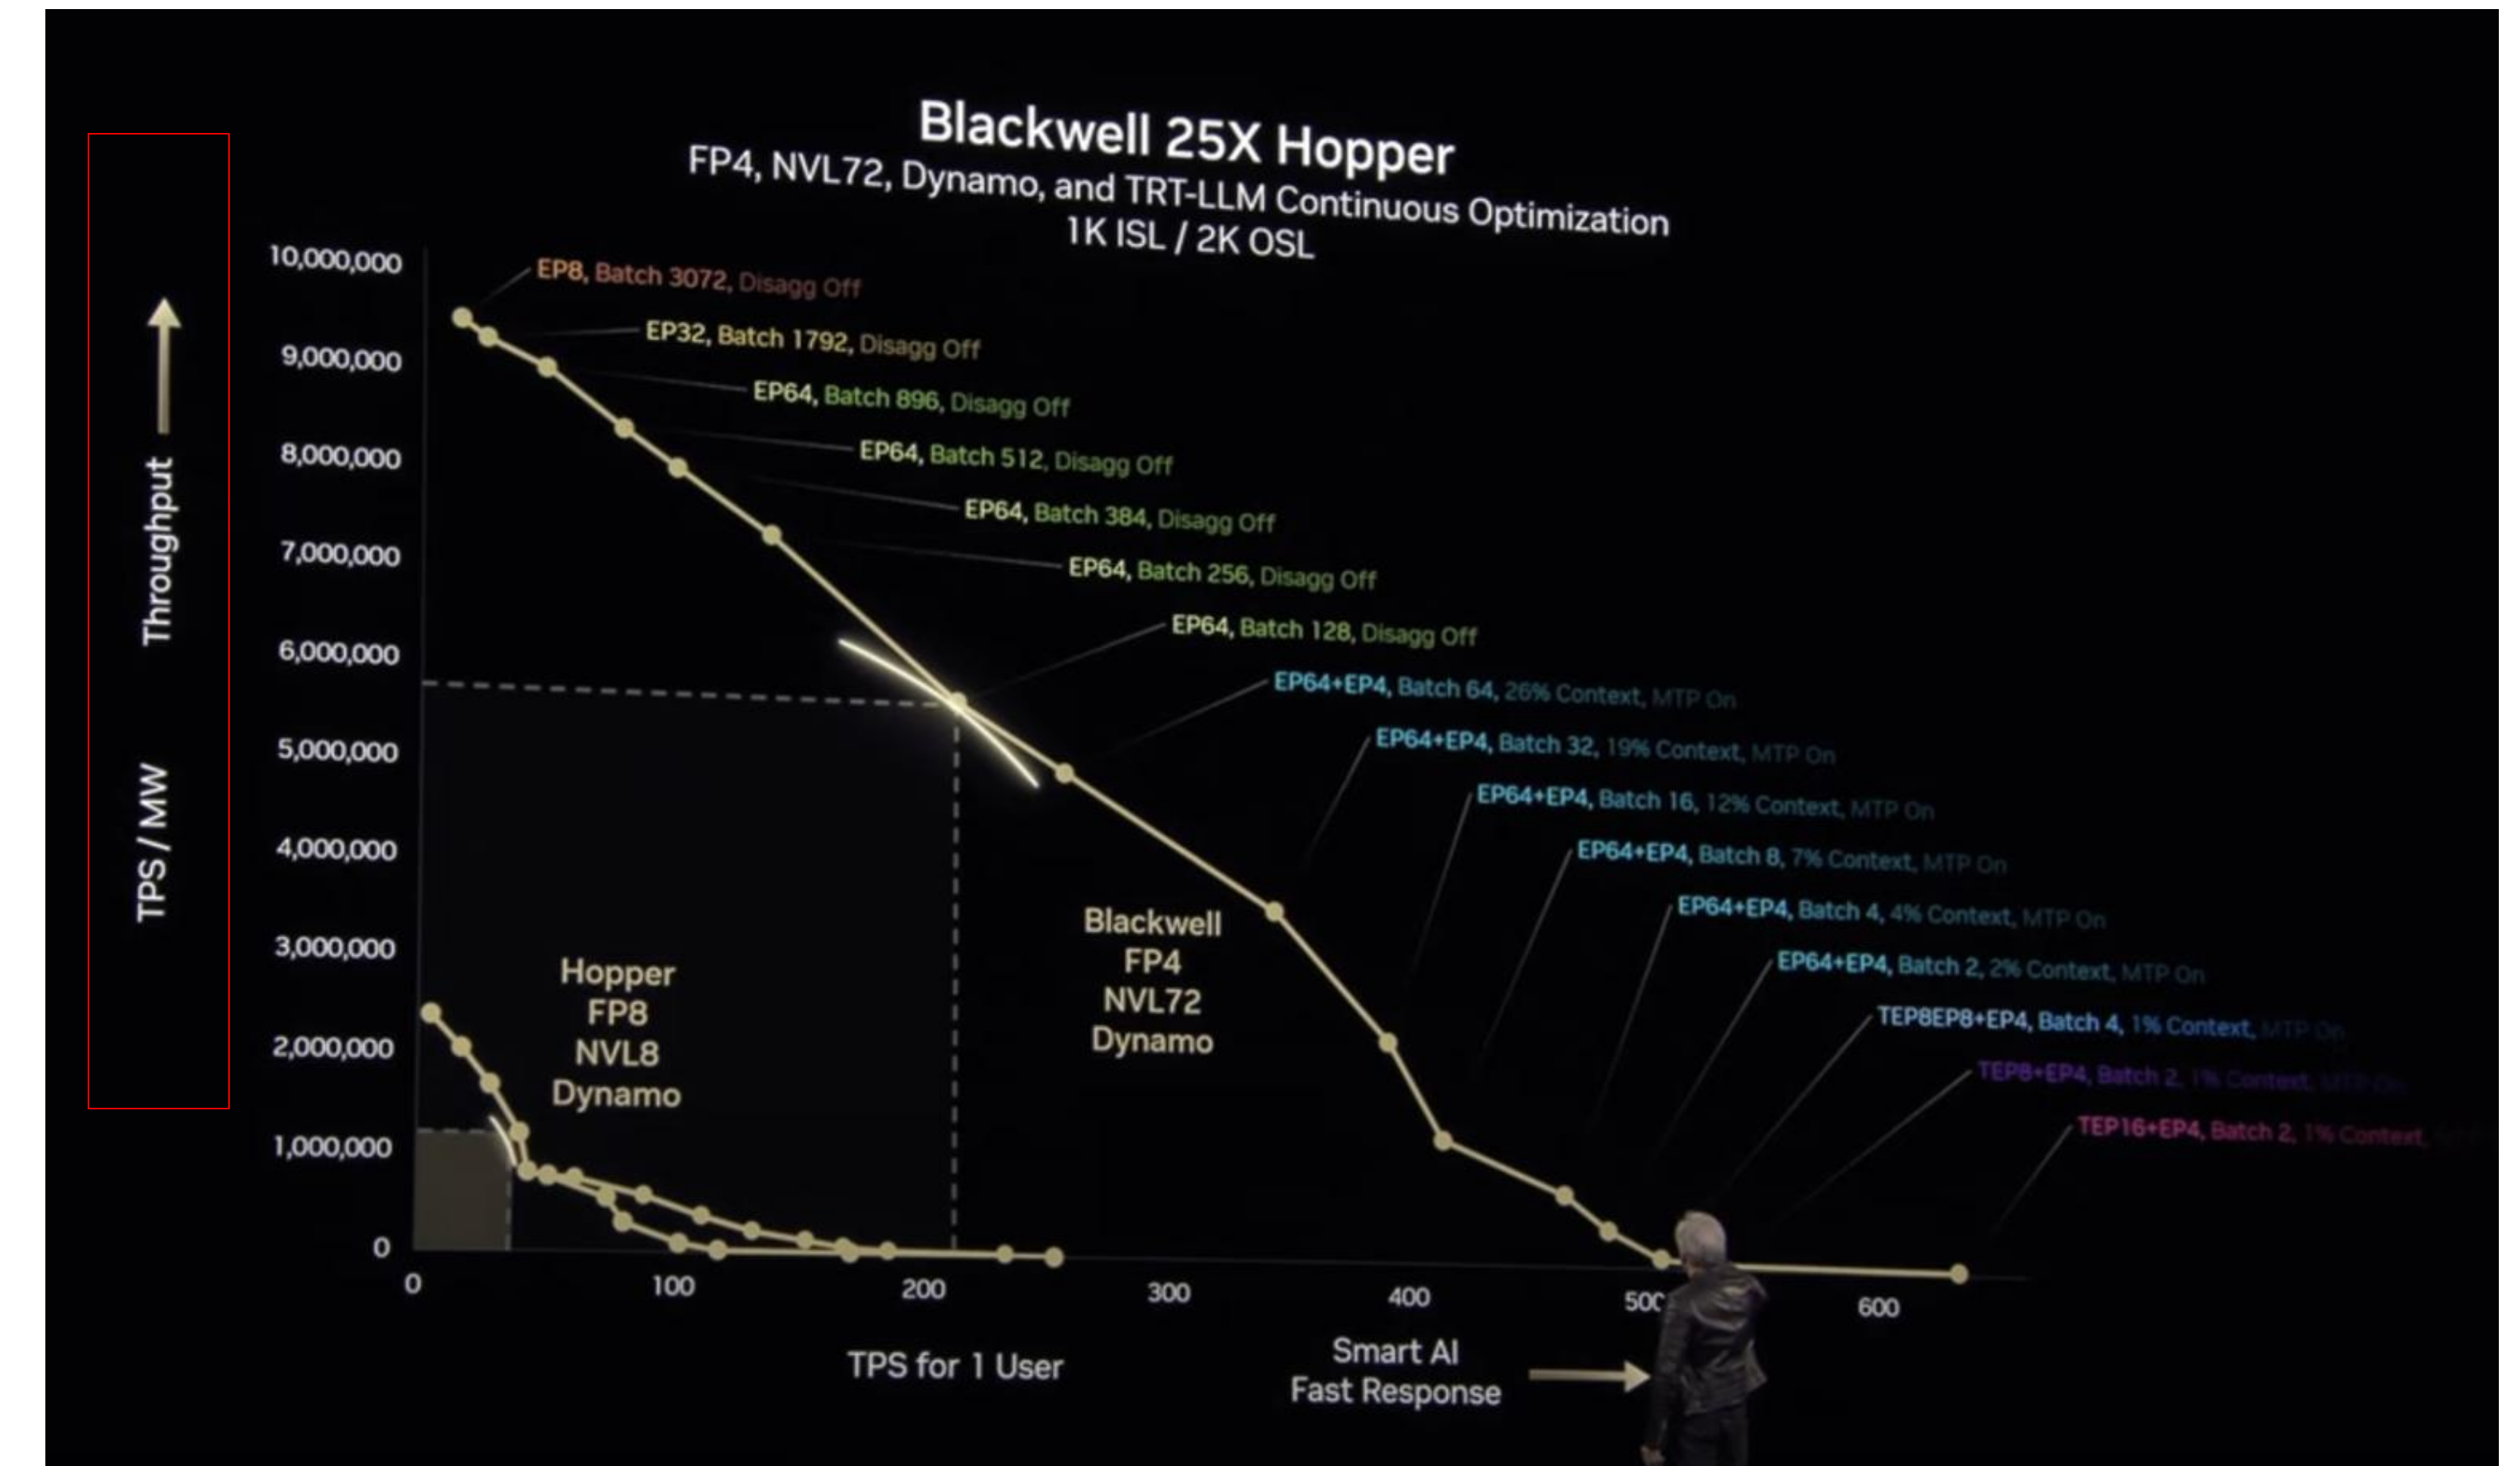 Blackwell 25X Hopper
FP4, NVL72, Dynamo, and TRT-LLM Continuous Optimization
1K ISL / 2K OSL
Throughput
TPS / MW
10,000,000
9,000,000
8,000,000
7,000,000
6,000,000
5,000,000
4,000,000
3,000,000
2,000,000
1,000,000
0
EP8, Batch 3072, Disagg Off
EP32, Batch 1792, Disagg Off
EP64, Batch 896, Disagg Off
EP64, Batch 512, Disagg Off
EP64, Batch 384, Disagg Off
EP64, Batch 256, Disagg Off
EP64, Batch 128, Disagg Off
EP64+EP4, Batch 64, 26% Context, MTP On
EP64+EP4, Batch 32, 19% Context, MTP On
EP64+EP4, Batch 16, 12% Context, MTP On
EP64+EP4, Batch 8, 7% Context, MTP On
EP64+EP4, Batch 4, 4% Context, MTP On
EP64+EP4, Batch 2, 2% Context, MTP On
TEP8EP8+EP4, Batch 4, 1% Context, MTP On
TEP8+EP4, Batch 2, 1% Context, MTP On
TEP16+EP4, Batch 2, 1% Context,
Hopper
FP8
NVL8
Dynamo
Blackwell
FP4
NVL72
Dynamo
0
100
200
300
400
500
600
TPS for 1 User
Smart AI
Fast Response